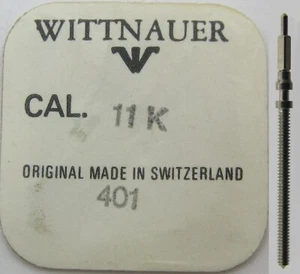 WITTNAUER
CAL. 11 K
ORIGINAL MADE IN SWITZERLAND
401